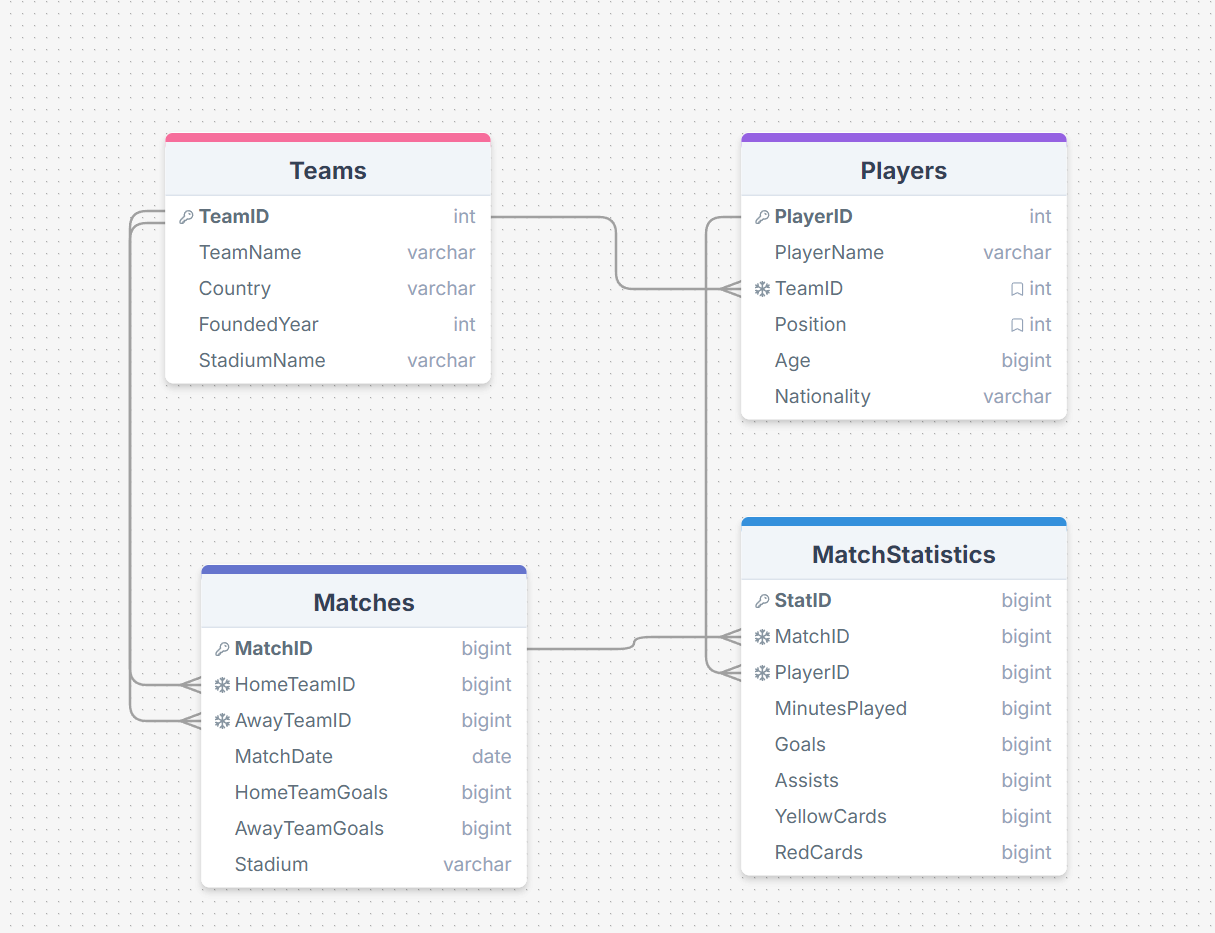 Teams
TeamID int
TeamName varchar
Country varchar
FoundedYear int
StadiumName varchar
Players
PlayerID int
PlayerName varchar
TeamID int
Position int
Age bigint
Nationality varchar
Matches
MatchID bigint
HomeTeamID bigint
AwayTeamID bigint
MatchDate date
HomeTeamGoals bigint
AwayTeamGoals bigint
Stadium varchar
MatchStatistics
StatID bigint
MatchID bigint
PlayerID bigint
MinutesPlayed bigint
Goals bigint
Assists bigint
YellowCards bigint
RedCards bigint